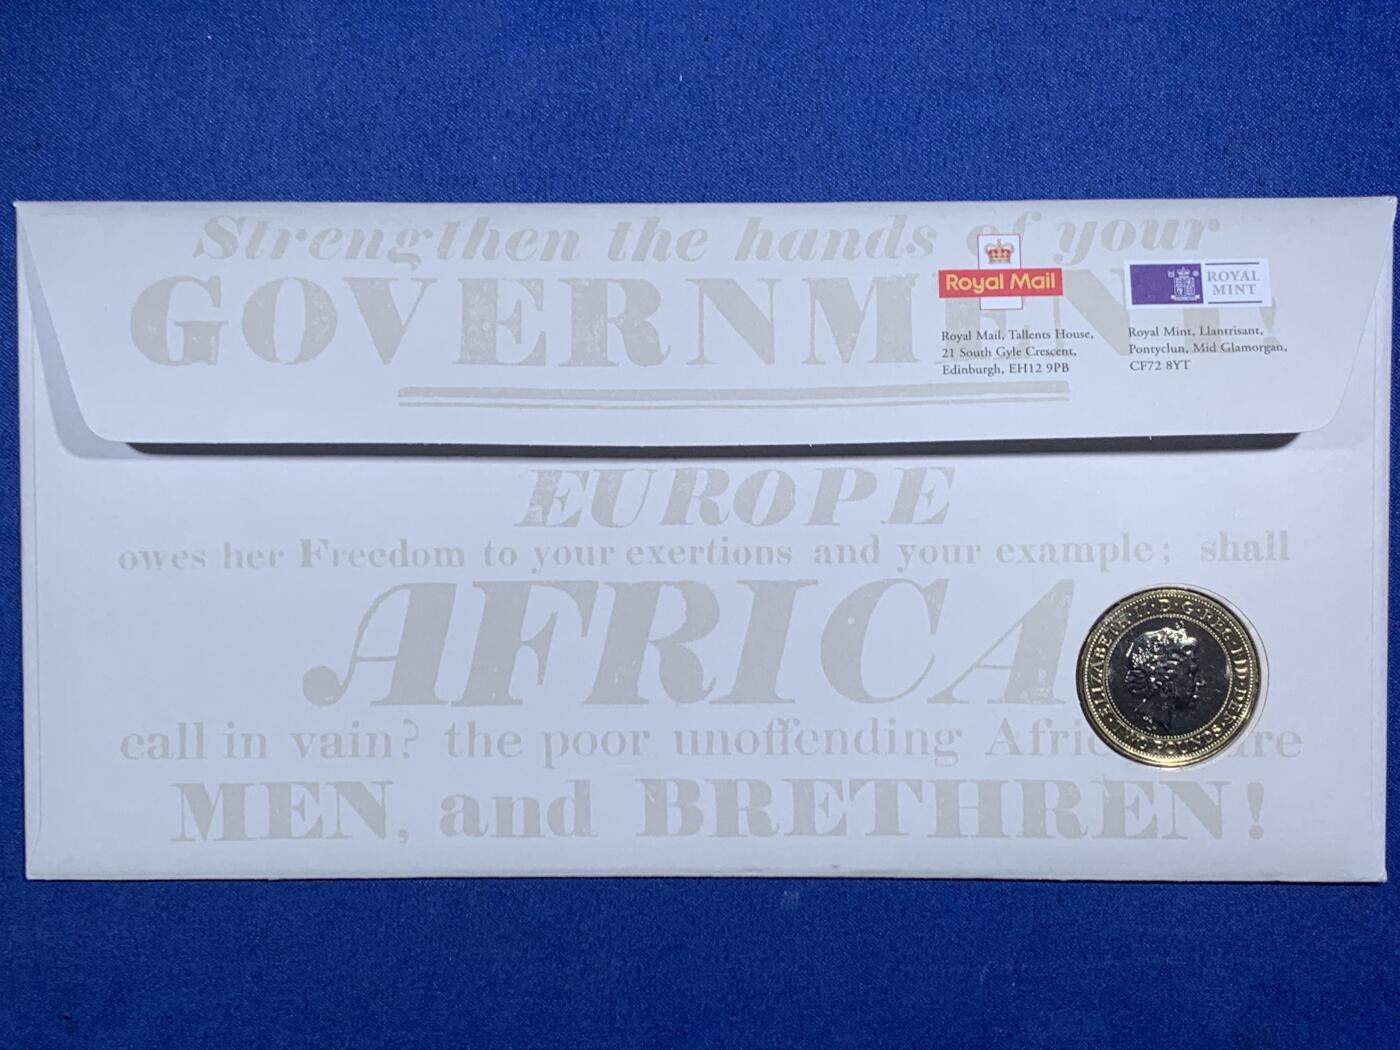 Strengthen the hands of your
GOVERNMENT!
Royal Mail
ROYAL
MINT
Royal Mail, Tallents House,
21 South Gyle Crescent,
Edinburgh, EH12 9PB
Royal Mint, Llantrisant,
Pontyclun, Mid Glamorgan,
CF72 8YT
EUROPE
owes her Freedom to your exertions and your example; shall
AFRICA
call in vain? the poor unoffending are
MEN, and BRETHREN!
ELIZABETH·II·D·G·REG·FID·DEF·
TWO POUNDS